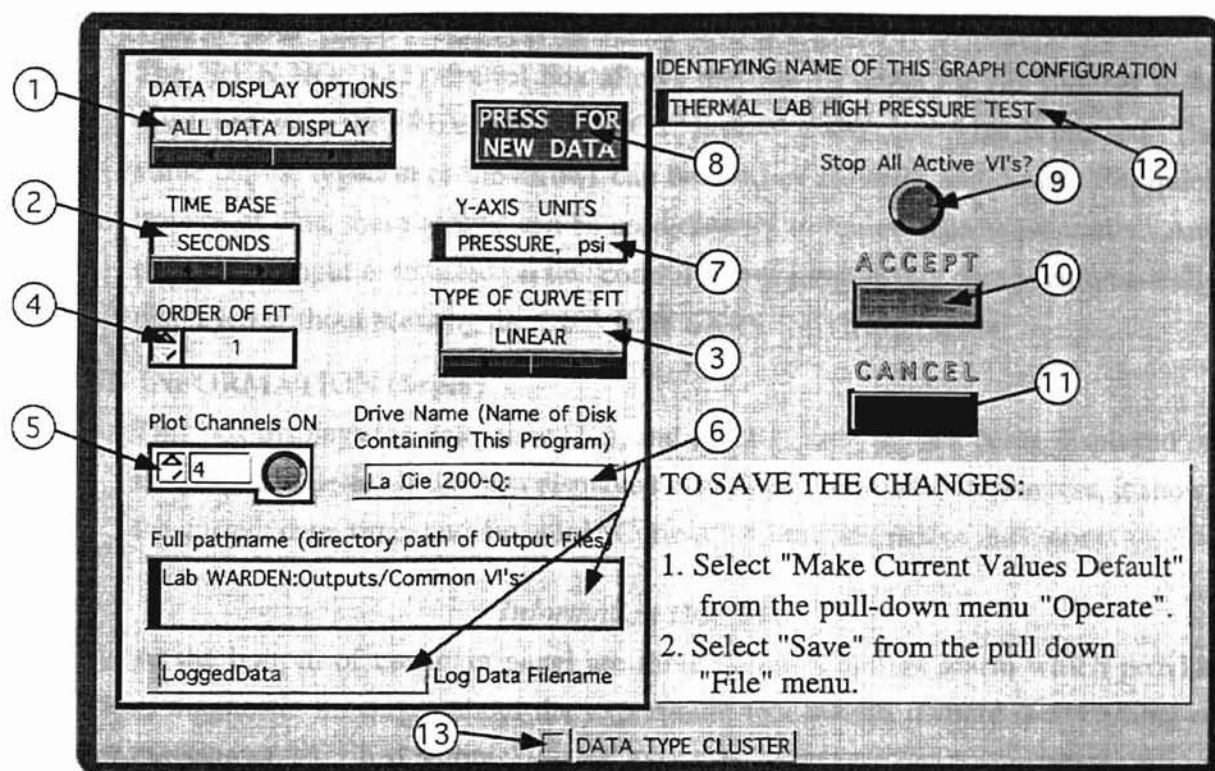 IDENTIFYING NAME OF THIS GRAPH CONFIGURATION
THERMAL LAB HIGH PRESSURE TEST
12
1
DATA DISPLAY OPTIONS
ALL DATA DISPLAY
PRESS FOR
NEW DATA
8
Stop All Active VI's?
9
2
TIME BASE
SECONDS
Y-AXIS UNITS
PRESSURE, psi
7
ACCEPT
10
4
ORDER OF FIT
1
TYPE OF CURVE FIT
LINEAR
3
CANCEL
11
5
Plot Channels ON
4
Drive Name (Name of Disk
Containing This Program)
La Cie 200-Q:
6
Full pathname (directory path of Output Files)
Lab WARDEN:Outputs/Common VI's:
LoggedData
Log Data Filename
TO SAVE THE CHANGES:
1. Select "Make Current Values Default"
from the pull-down menu "Operate".
2. Select "Save" from the pull down
"File" menu.
13
DATA TYPE CLUSTER